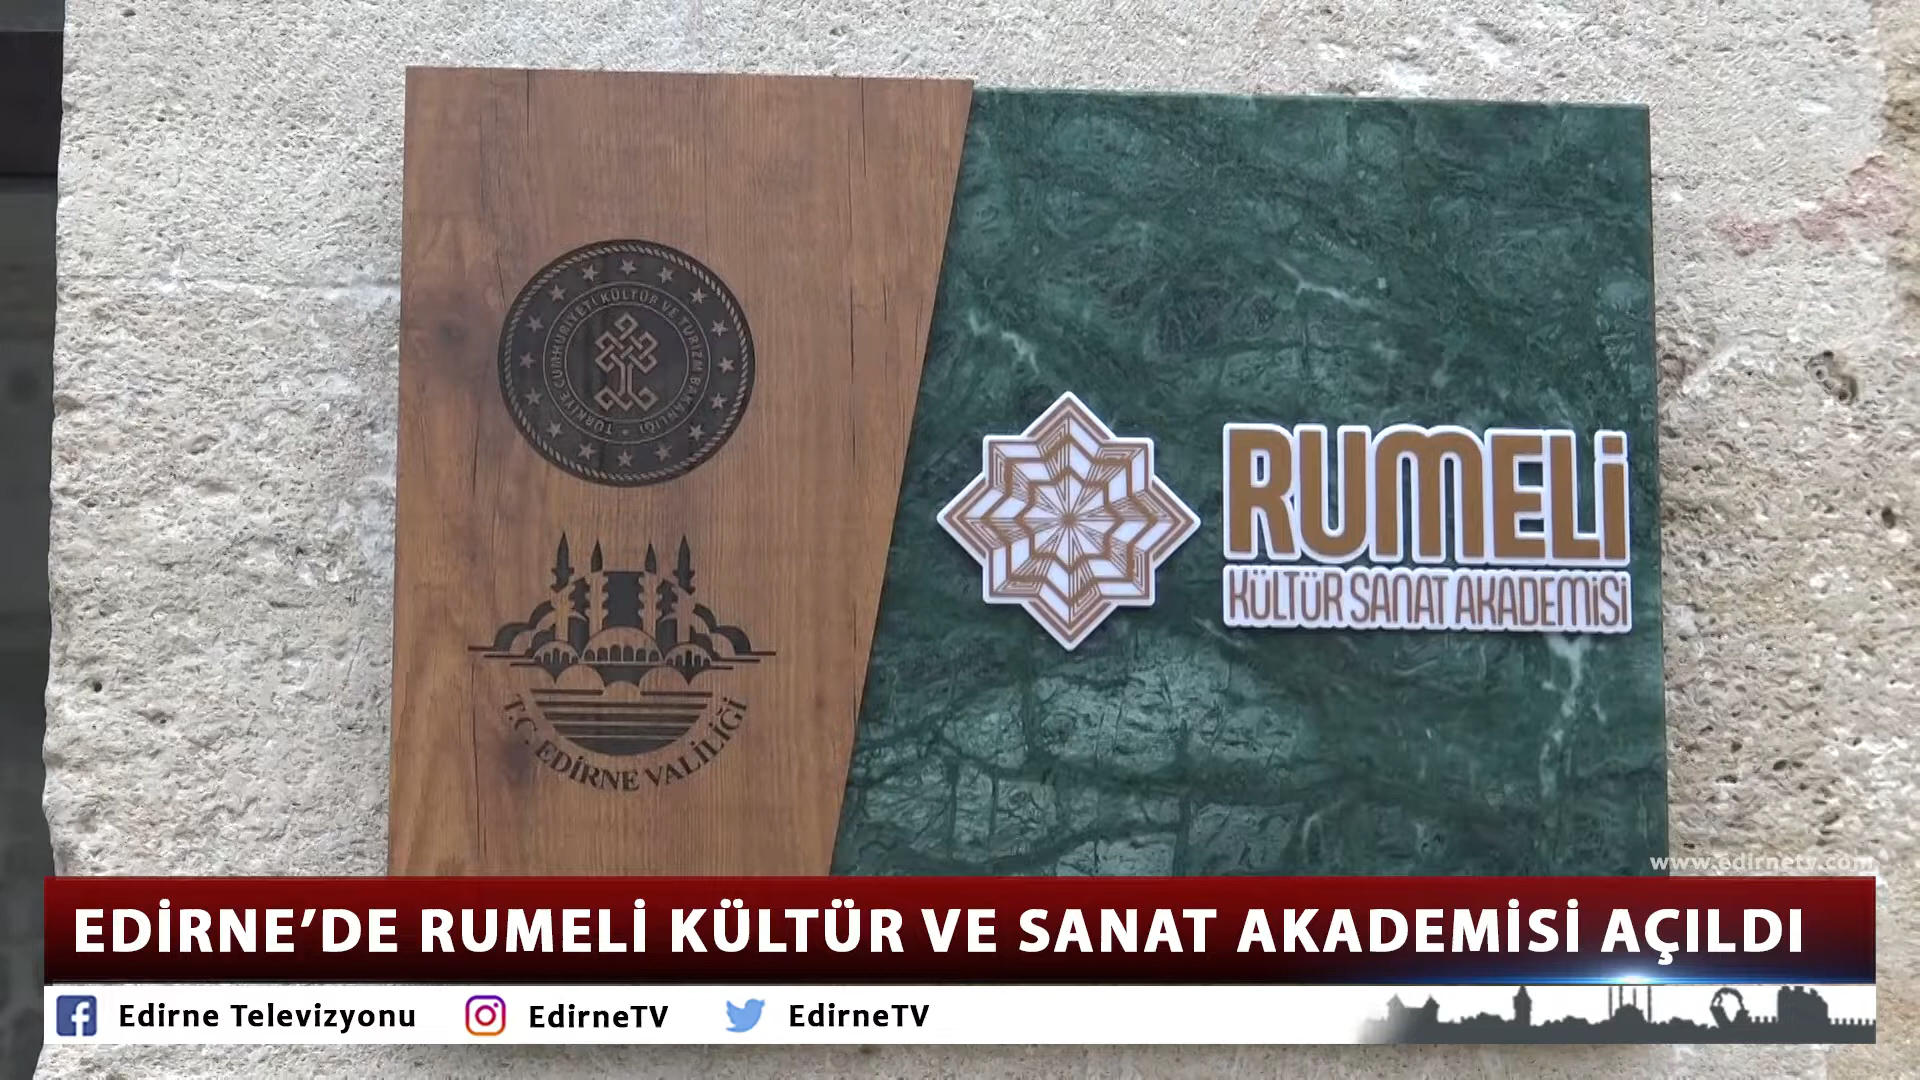 TÜRKİYE CUMHURİYETİ KÜLTÜR VE TURİZM BAKANLIĞI
T.C. EDİRNE VALİLİĞİ
RUMELİ
KÜLTÜR SANAT AKADEMİSİ
www.edirnetv.com
EDİRNE’DE RUMELİ KÜLTÜR VE SANAT AKADEMİSİ AÇILDI
Edirne Televizyonu EdirneTV EdirneTV